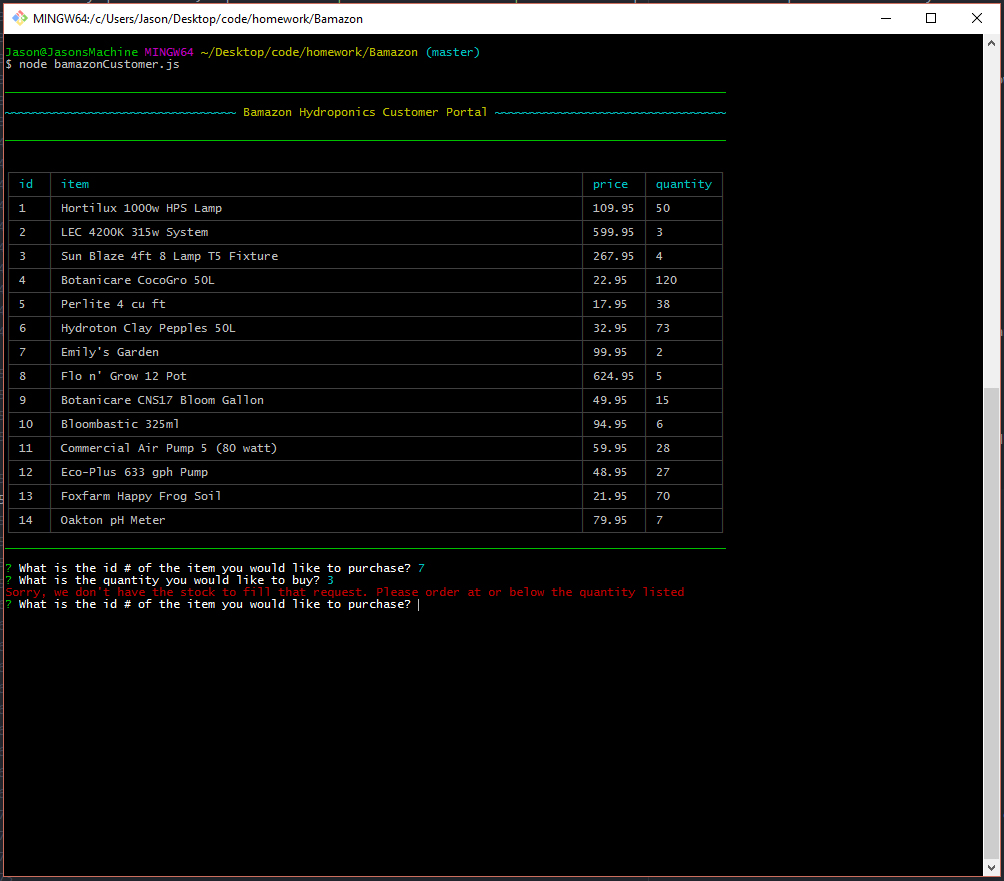 MINGW64:/c/Users/Jason/Desktop/code/homework/Bamazon
Jason@JasonsMachine MINGW64 ~/Desktop/code/homework/Bamazon (master)
$ node bamazonCustomer.js
~~~~~~~~~~~~~~~~~~~~~~~~~~~~~~~~~ Bamazon Hydroponics Customer Portal ~~~~~~~~~~~~~~~~~~~~~~~~~~~~~~~~~
id item price quantity
1 Hortilux 1000w HPS Lamp 109.95 50
2 LEC 4200K 315w System 599.95 3
3 Sun Blaze 4ft 8 Lamp T5 Fixture 267.95 4
4 Botanicare CocoGro 50L 22.95 120
5 Perlite 4 cu ft 17.95 38
6 Hydroton Clay Pepples 50L 32.95 73
7 Emily's Garden 99.95 2
8 Flo n' Grow 12 Pot 624.95 5
9 Botanicare CNS17 Bloom Gallon 49.95 15
10 Bloombastic 325ml 94.95 6
11 Commercial Air Pump 5 (80 watt) 59.95 28
12 Eco-Plus 633 gph Pump 48.95 27
13 Foxfarm Happy Frog Soil 21.95 70
14 Oakton pH Meter 79.95 7
? What is the id # of the item you would like to purchase? 7
? What is the quantity you would like to buy? 3
Sorry, we don't have the stock to fill that request. Please order at or below the quantity listed
? What is the id # of the item you would like to purchase?